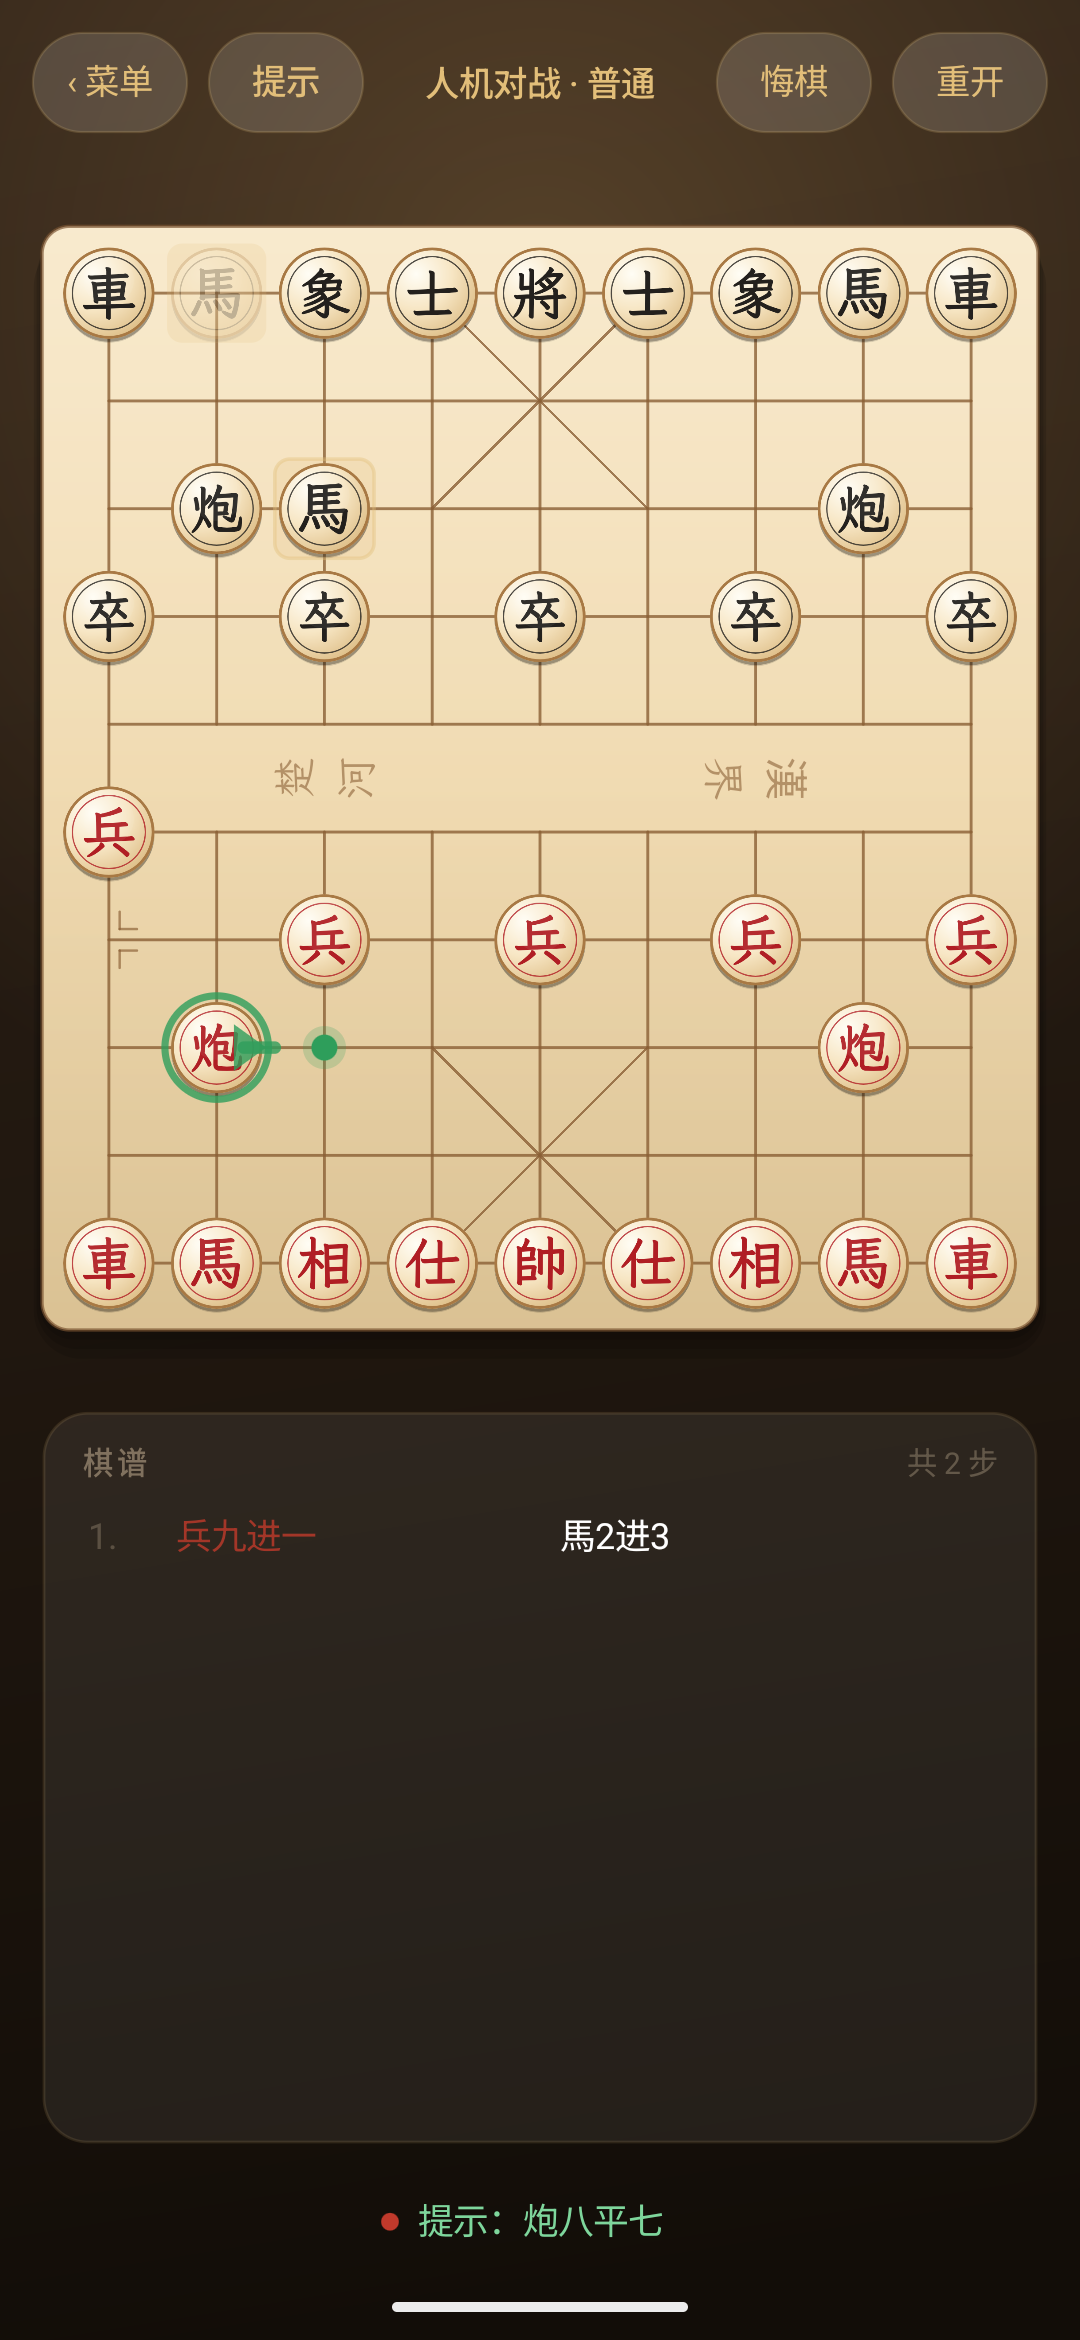 ‹ 菜单 提示 人机对战 · 普通 悔棋 重开
車 馬 象 士 將 士 象 馬 車
炮 馬 炮
卒 卒 卒 卒 卒
楚河 漢界
兵
兵 兵 兵 兵
炮 炮
車 馬 相 仕 帥 仕 相 馬 車
棋谱 共 2 步
1. 兵九进一 馬2进3
提示：炮八平七